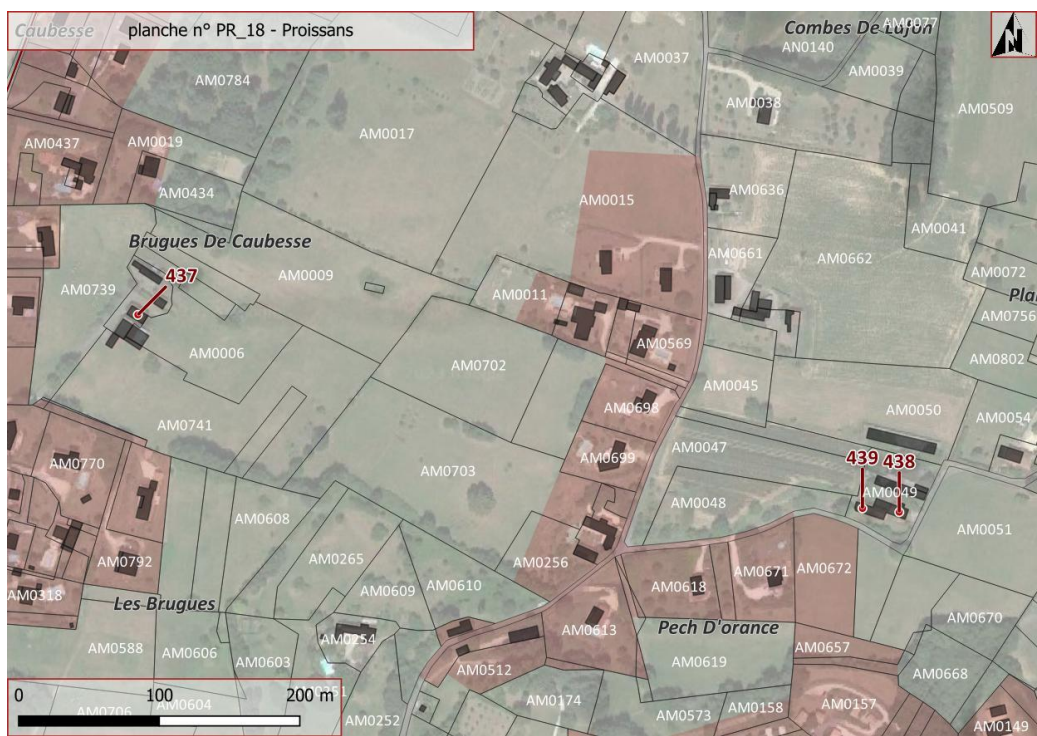 Caubesse
planche n° PR_18 - Proissans
Combes De Lujon
AM0077
N
AN0140
AM0037
AM0039
AM0784
AM0038
AM0509
AM0017
AM0437
AM0019
AM0434
AM0636
AM0015
AM0041
Brugues De Caubesse
AM0661
AM0662
AM0072
437
AM0009
AM0739
AM0011
AM0756
AM0569
AM0006
AM0702
AM0802
AM0045
AM0698
AM0050
AM0054
AM0741
AM0047
AM0699
AM0770
AM0703
439
438
AM0049
AM0048
AM0608
AM0051
AM0265
AM0256
AM0792
AM0671
AM0672
AM0609
AM0610
AM0618
AM0318
Les Brugues
AM0670
AM0613
Pech D'orance
AM0254
AM0588
AM0606
AM0657
AM0603
AM0619
AM0512
AM0668
0
100
200 m
AM0174
AM0157
AM0706
AM0604
AM0252
AM0573
AM0158
AM0149